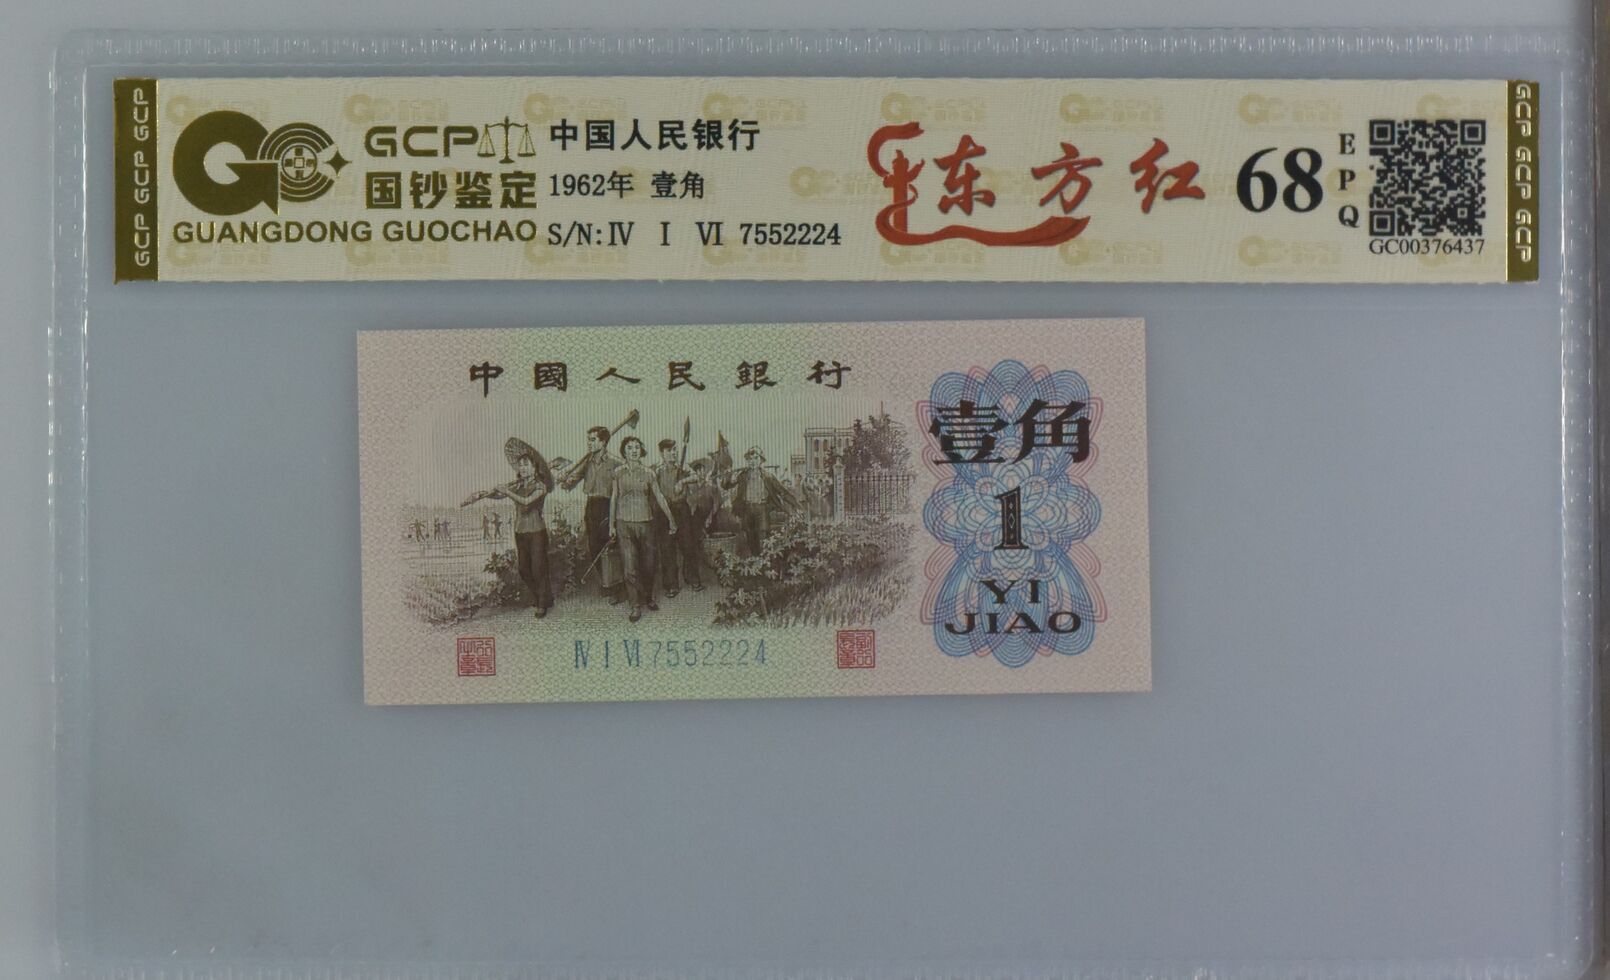 GCP GCP GCP
GCP
国钞鉴定
GUANGDONG GUOCHAO
中国人民银行
1962年 壹角
S/N:Ⅳ Ⅰ Ⅵ 7552224
东方红
68
EPQ
GC00376437
GCP GCP GCP
中國人民銀行
壹角
1
YI
JIAO
Ⅳ Ⅰ Ⅵ 7552224